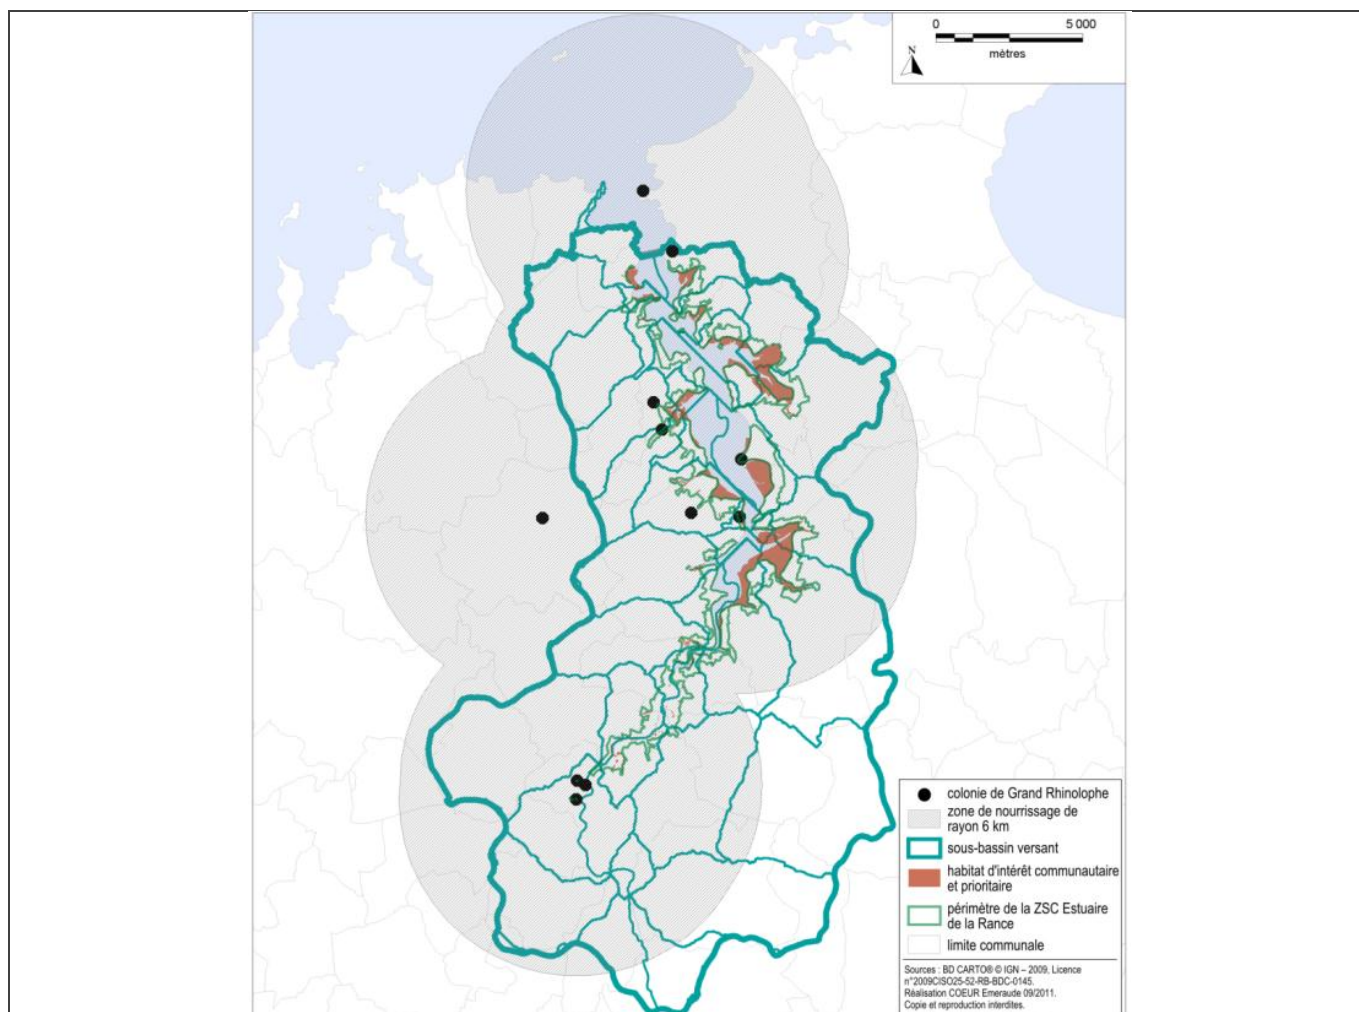 0 5 000
mètres
N
colonie de Grand Rhinolophe
zone de nourrissage de
rayon 6 km
sous-bassin versant
habitat d'intérêt communautaire
et prioritaire
périmètre de la ZSC Estuaire
de la Rance
limite communale
Sources : BD CARTO® © IGN – 2009, Licence
n°2009CISO25-52-RB-BDC-0145.
Réalisation COEUR Emeraude 09/2011.
Copie et reproduction interdites.